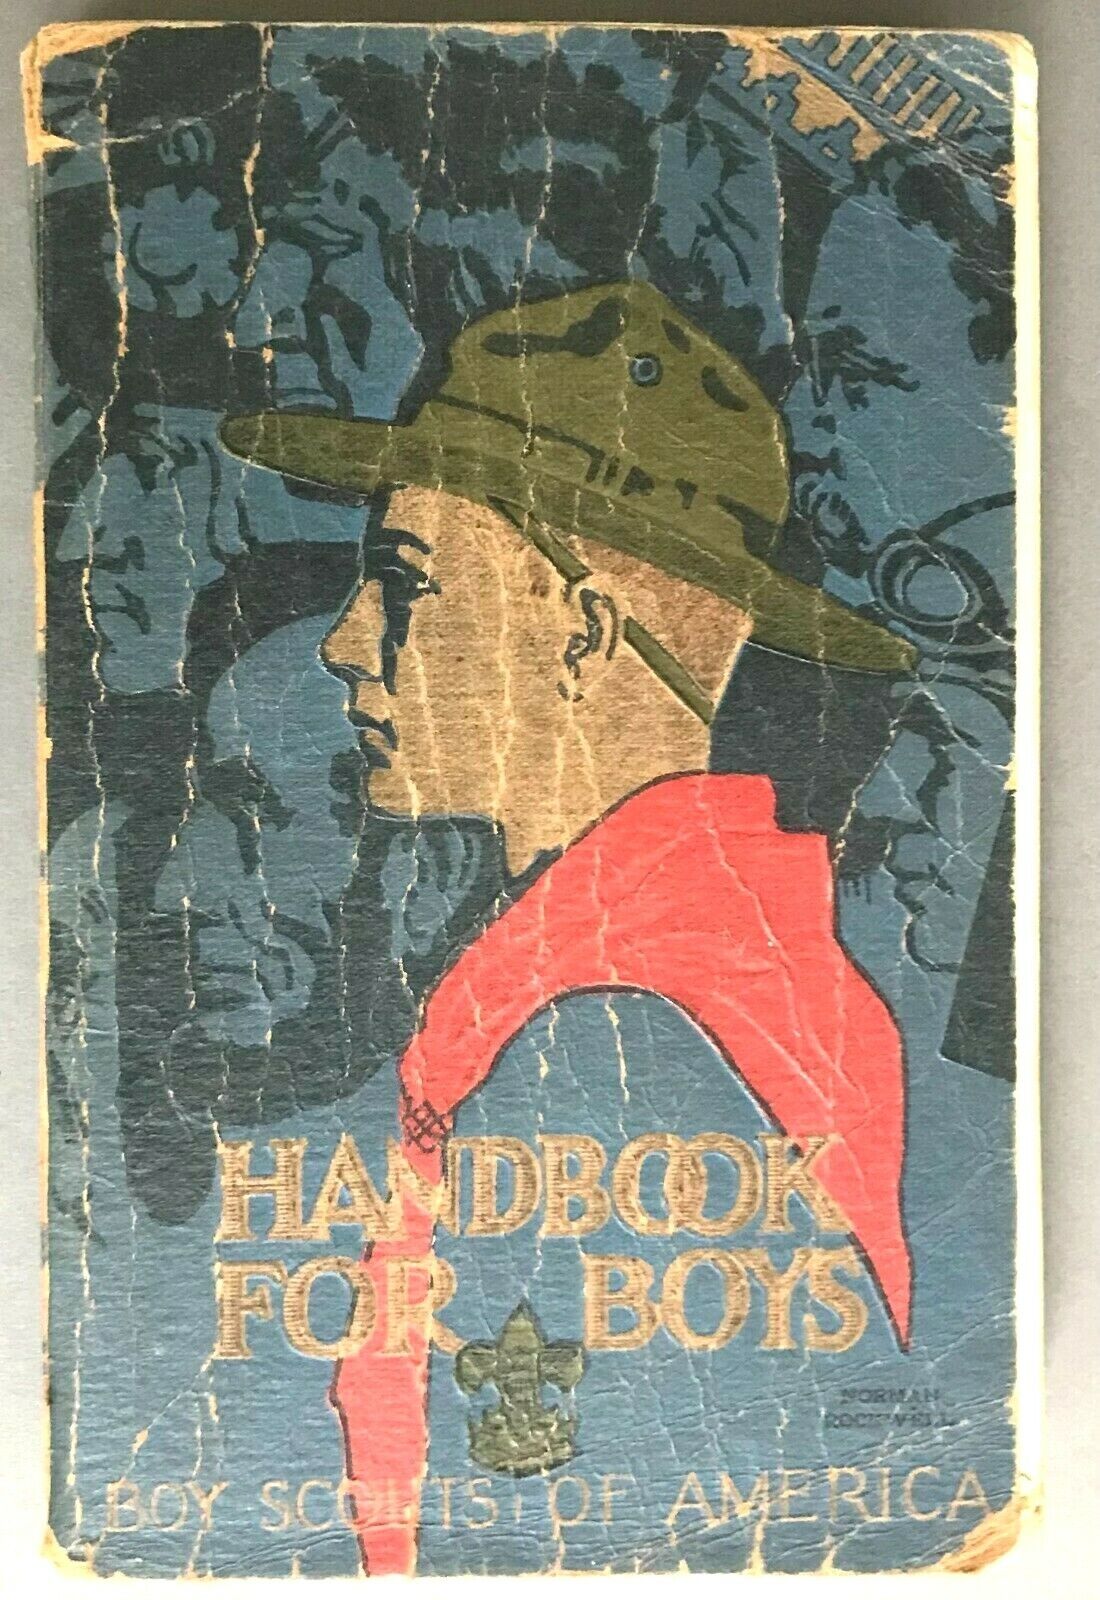 HANDBOOK
FOR BOYS
NORMAN
ROCKWELL
BOY SCOUTS OF AMERICA